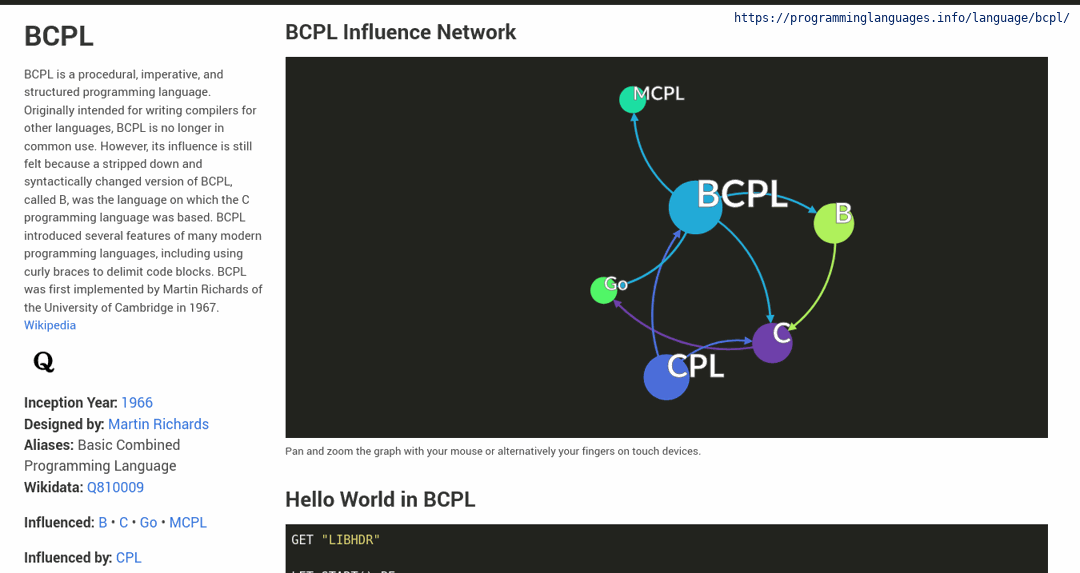 https://programminglanguages.info/language/bcpl/
BCPL
BCPL is a procedural, imperative, and
structured programming language.
Originally intended for writing compilers for
other languages, BCPL is no longer in
common use. However, its influence is still
felt because a stripped down and
syntactically changed version of BCPL,
called B, was the language on which the C
programming language was based. BCPL
introduced several features of many modern
programming languages, including using
curly braces to delimit code blocks. BCPL
was first implemented by Martin Richards of
the University of Cambridge in 1967.
Wikipedia
Q
Inception Year: 1966
Designed by: Martin Richards
Aliases: Basic Combined
Programming Language
Wikidata: Q810009
Influenced: B • C • Go • MCPL
Influenced by: CPL
BCPL Influence Network
MCPL
BCPL
B
Go
C
CPL
Pan and zoom the graph with your mouse or alternatively your fingers on touch devices.
Hello World in BCPL
GET "LIBHDR"